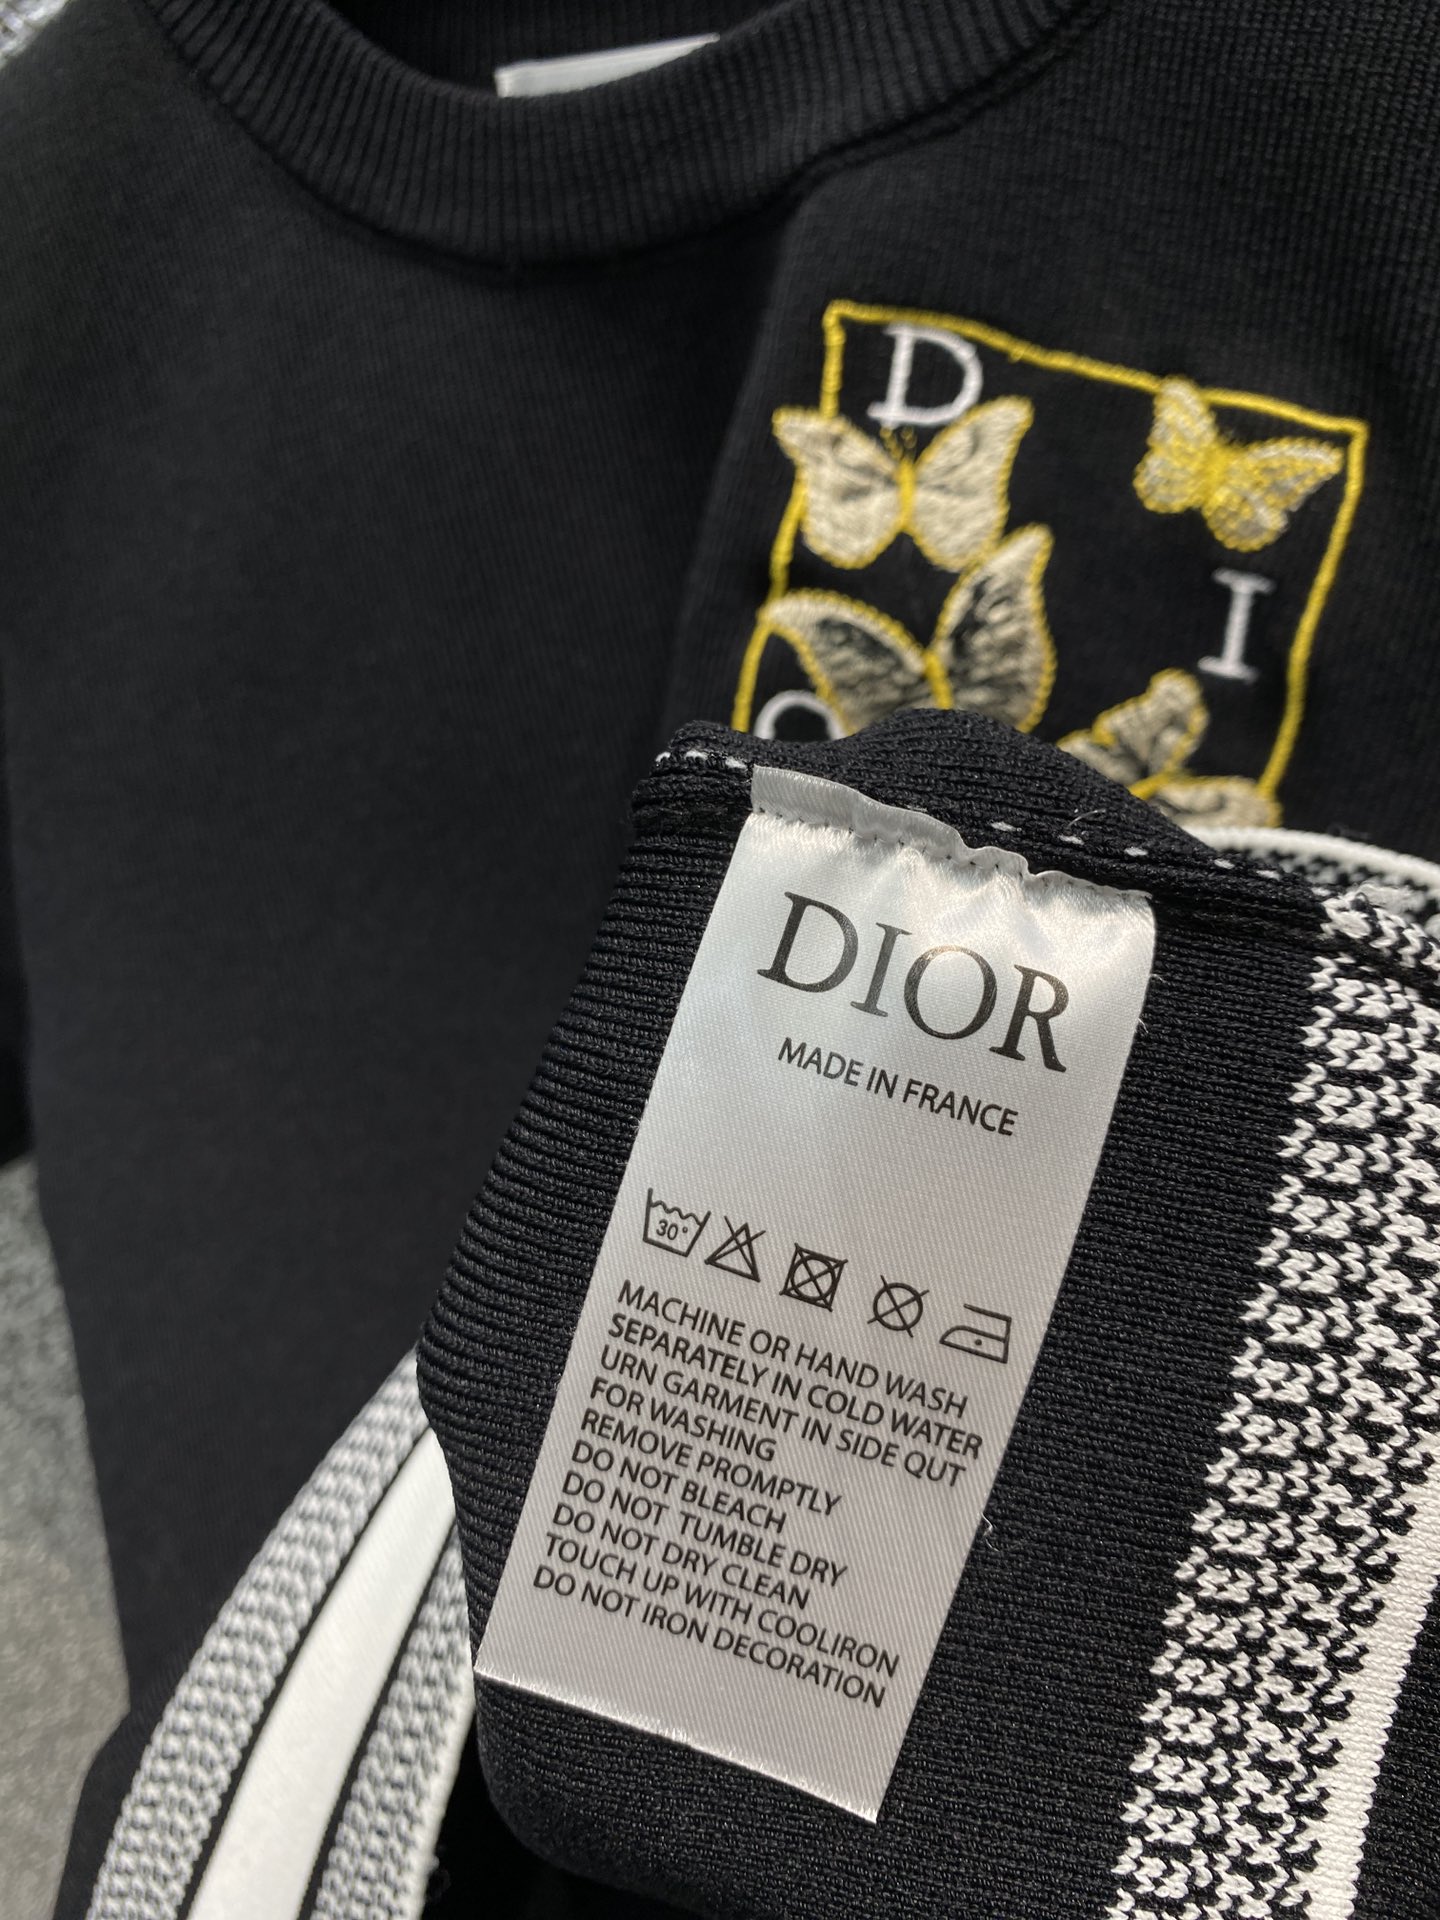 D
I
DIOR
MADE IN FRANCE
30°
MACHINE OR HAND WASH
SEPARATELY IN COLD WATER
URN GARMENT IN SIDE QUT
FOR WASHING
REMOVE PROMPTLY
DO NOT BLEACH
DO NOT TUMBLE DRY
DO NOT DRY CLEAN
TOUCH UP WITH COOLIRON
DO NOT IRON DECORATION